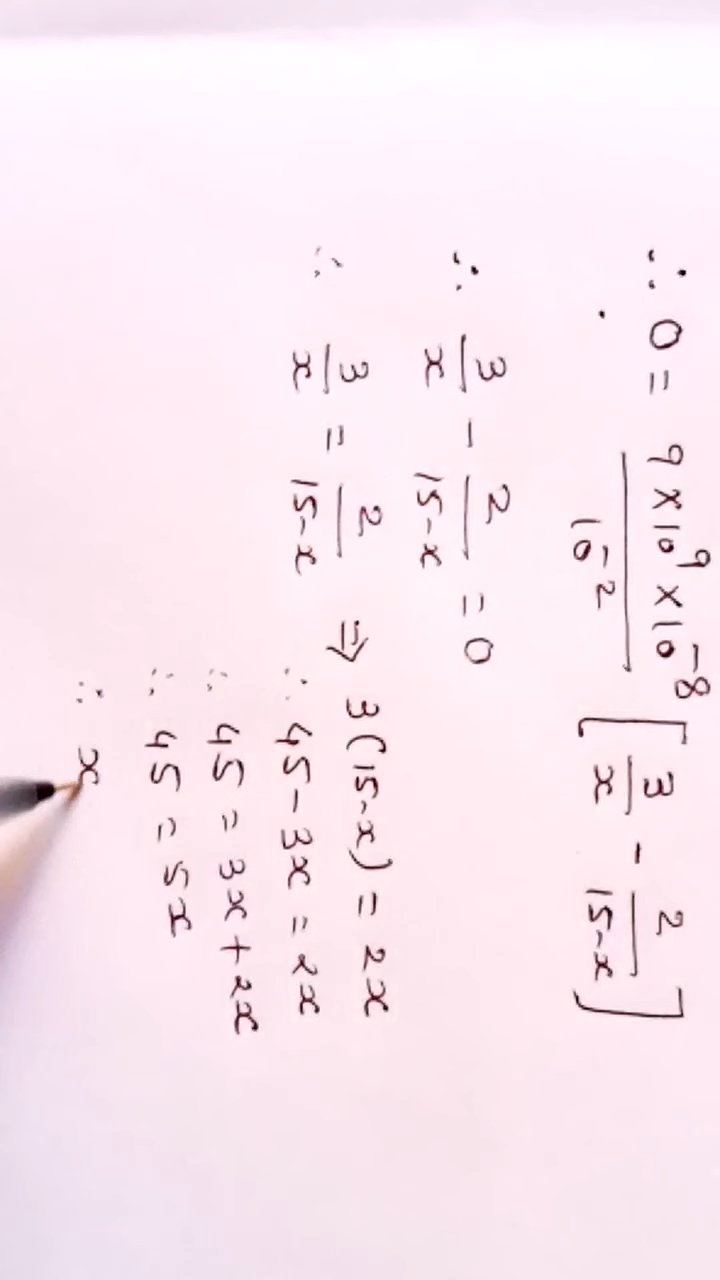 ∴ 0 = 9 × 10⁹ × 10⁻⁸ / 10⁻² [ 3/x - 2/15-x ]
∴ 3/x - 2/15-x = 0
∴ 3/x = 2/15-x ⇒ 3(15-x) = 2x
∴ 45 - 3x = 2x
∴ 45 = 3x + 2x
∴ 45 = 5x
∴ x